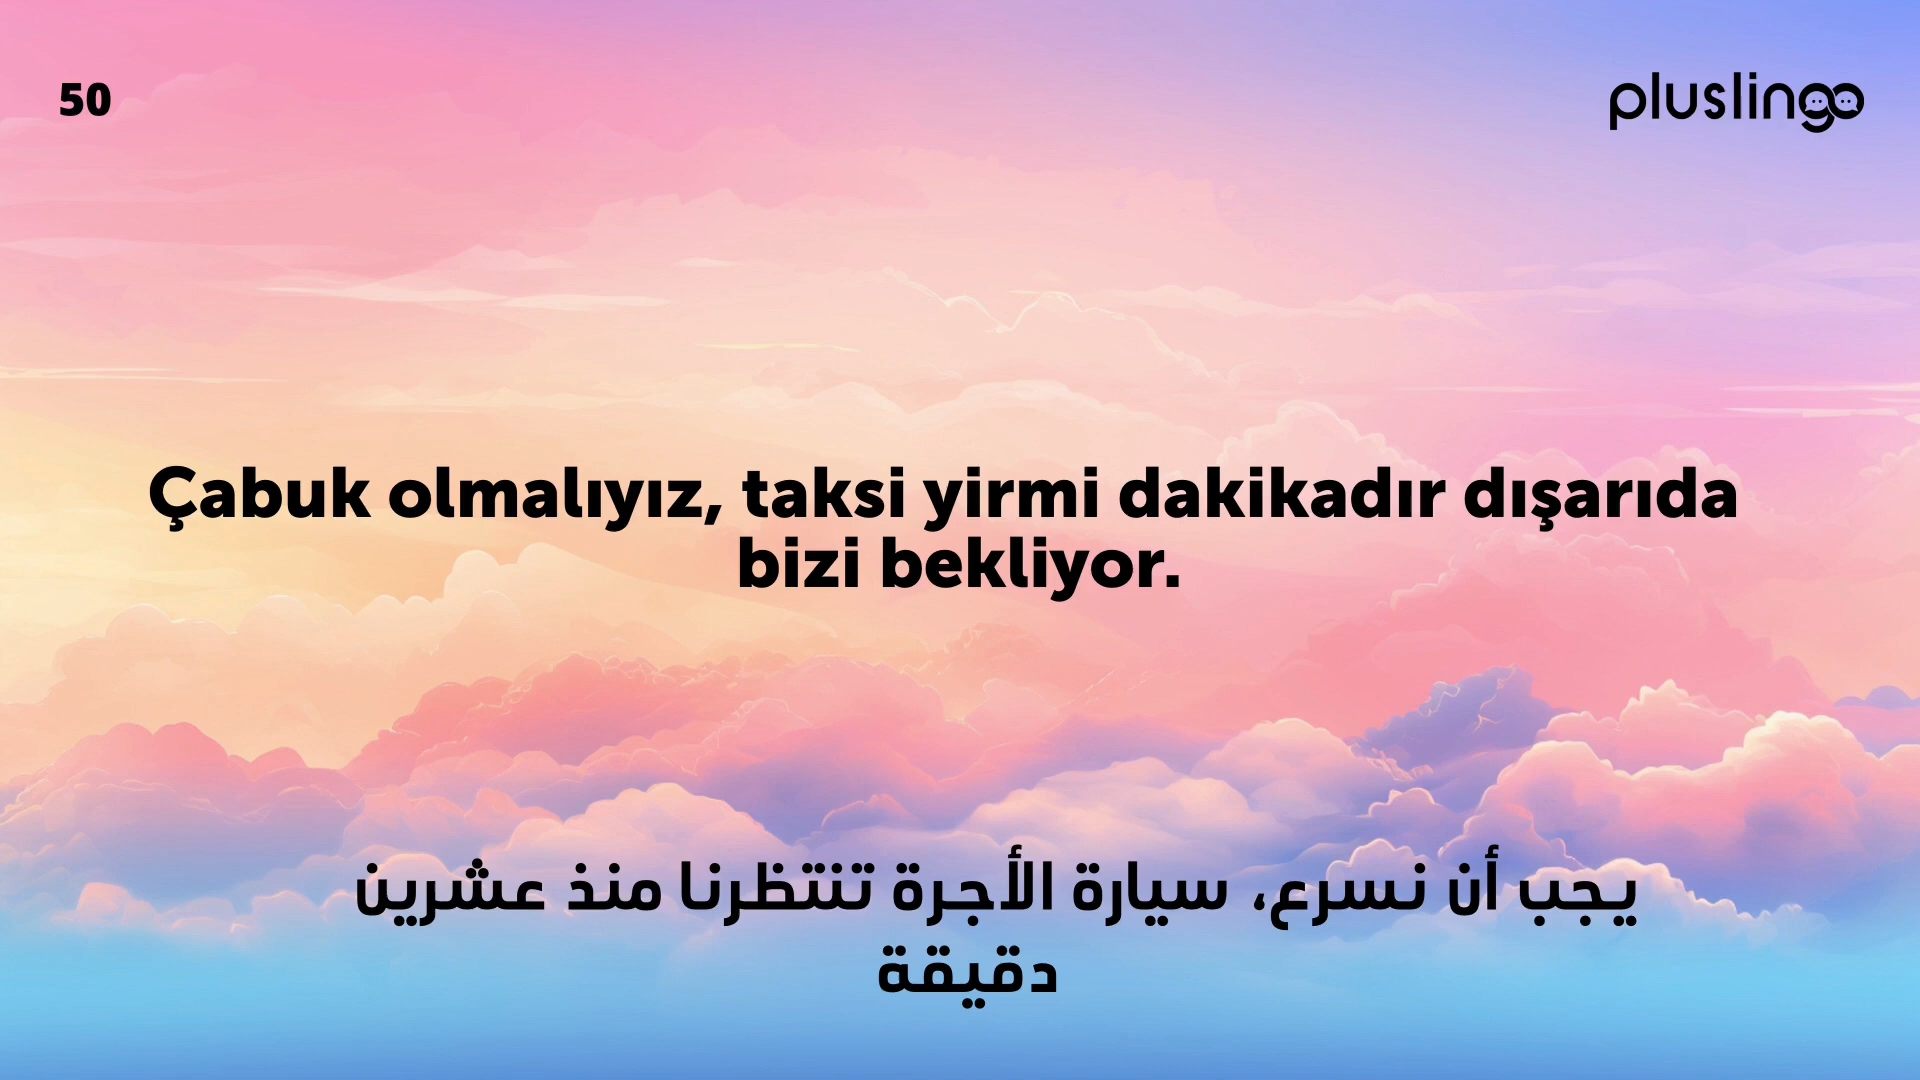 50
pluslingo
Çabuk olmalıyız, taksi yirmi dakikadır dışarıda
bizi bekliyor.
يجب أن نسرع، سيارة الأجرة تنتظرنا منذ عشرين
دقيقة